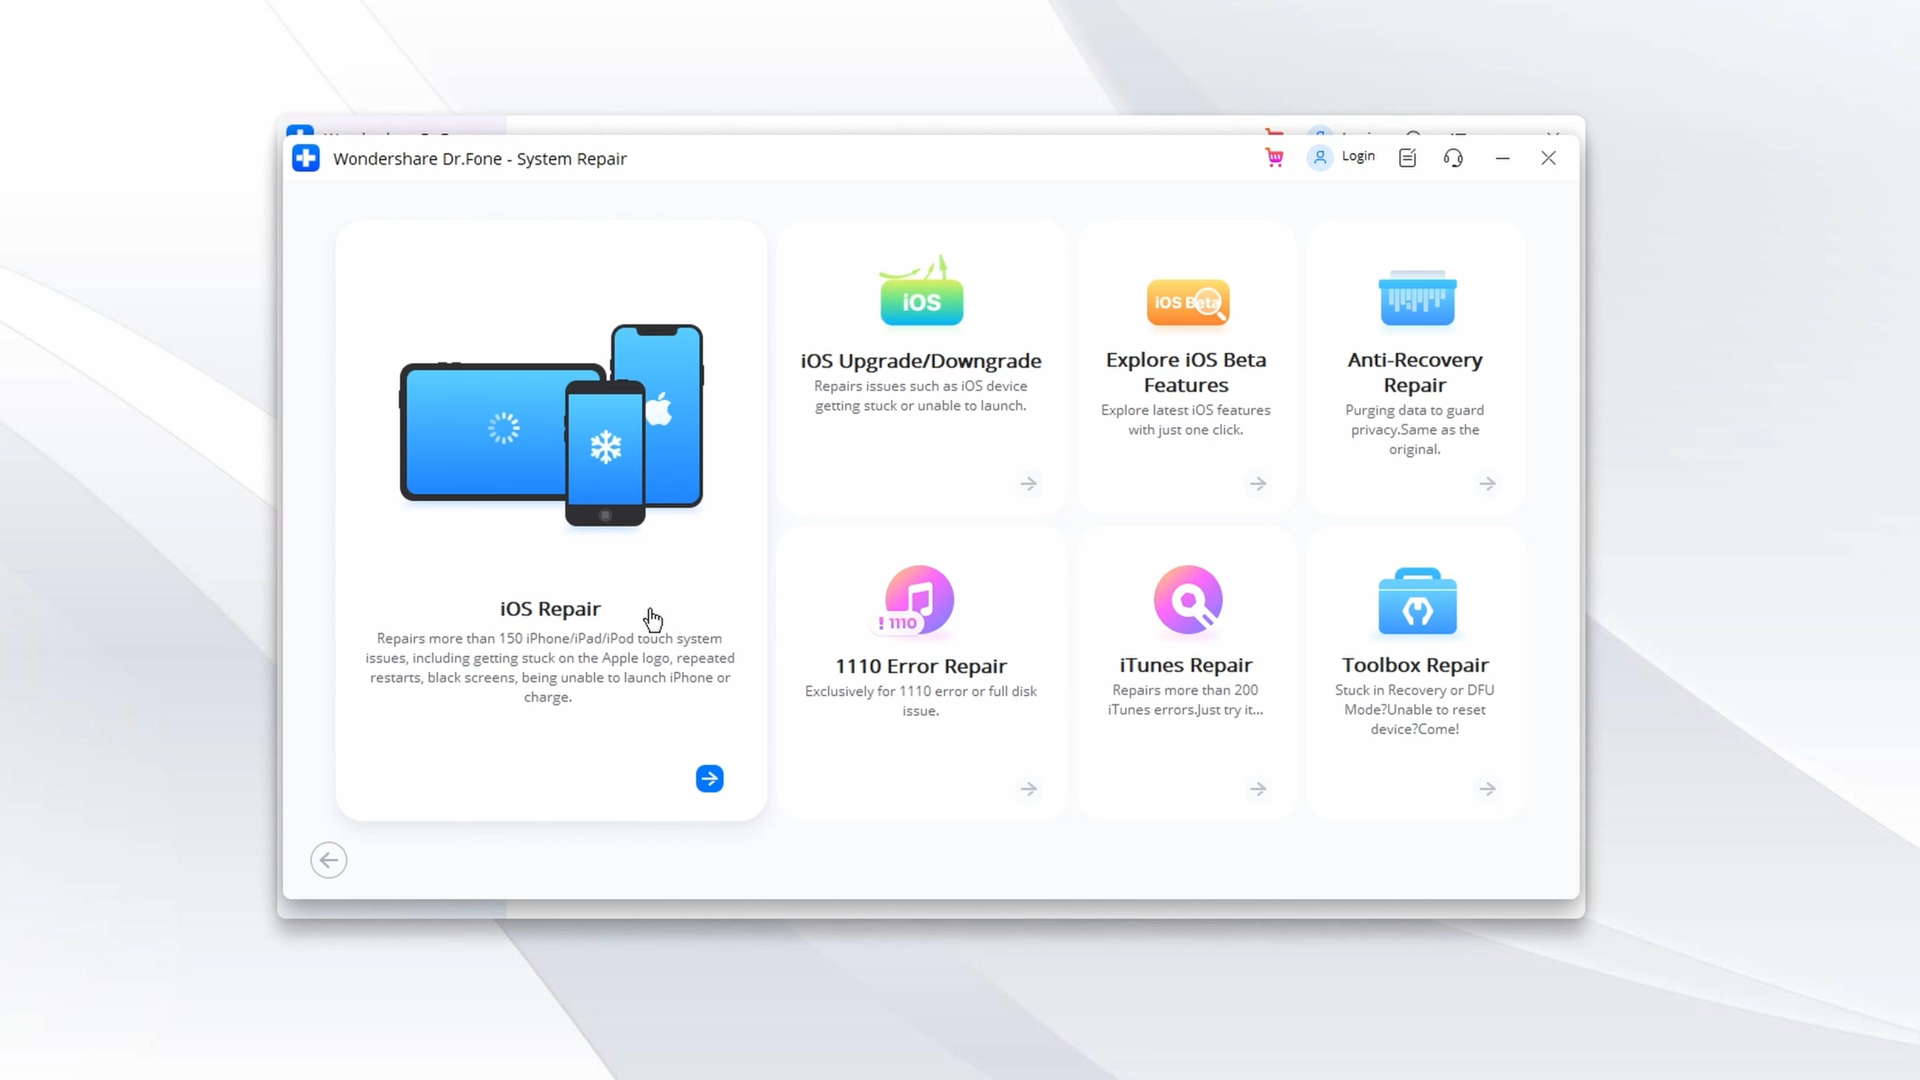 Wondershare Dr.Fone - System Repair
Login
iOS
iOS Upgrade/Downgrade
Repairs issues such as iOS device
getting stuck or unable to launch.
iOS Beta
Explore iOS Beta
Features
Explore latest iOS features
with just one click.
Anti-Recovery
Repair
Purging data to guard
privacy.Same as the
original.
iOS Repair
Repairs more than 150 iPhone/iPad/iPod touch system
issues, including getting stuck on the Apple logo, repeated
restarts, black screens, being unable to launch iPhone or
charge.
! 1110
1110 Error Repair
Exclusively for 1110 error or full disk
issue.
iTunes Repair
Repairs more than 200
iTunes errors.Just try it...
Toolbox Repair
Stuck in Recovery or DFU
Mode?Unable to reset
device?Come!